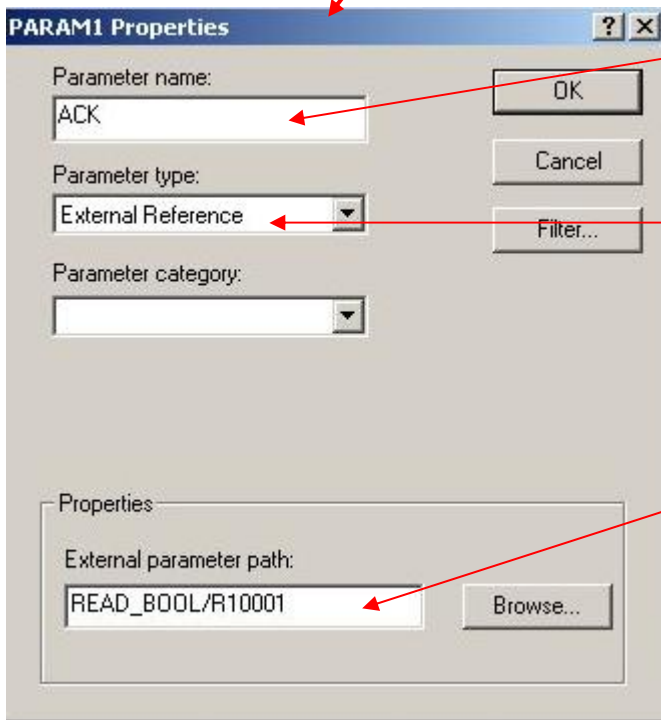 PARAM1 Properties
Parameter name:
ACK
OK
Parameter type:
External Reference
Cancel
Filter...
Parameter category:
Properties
External parameter path:
READ_BOOL/R10001
Browse...